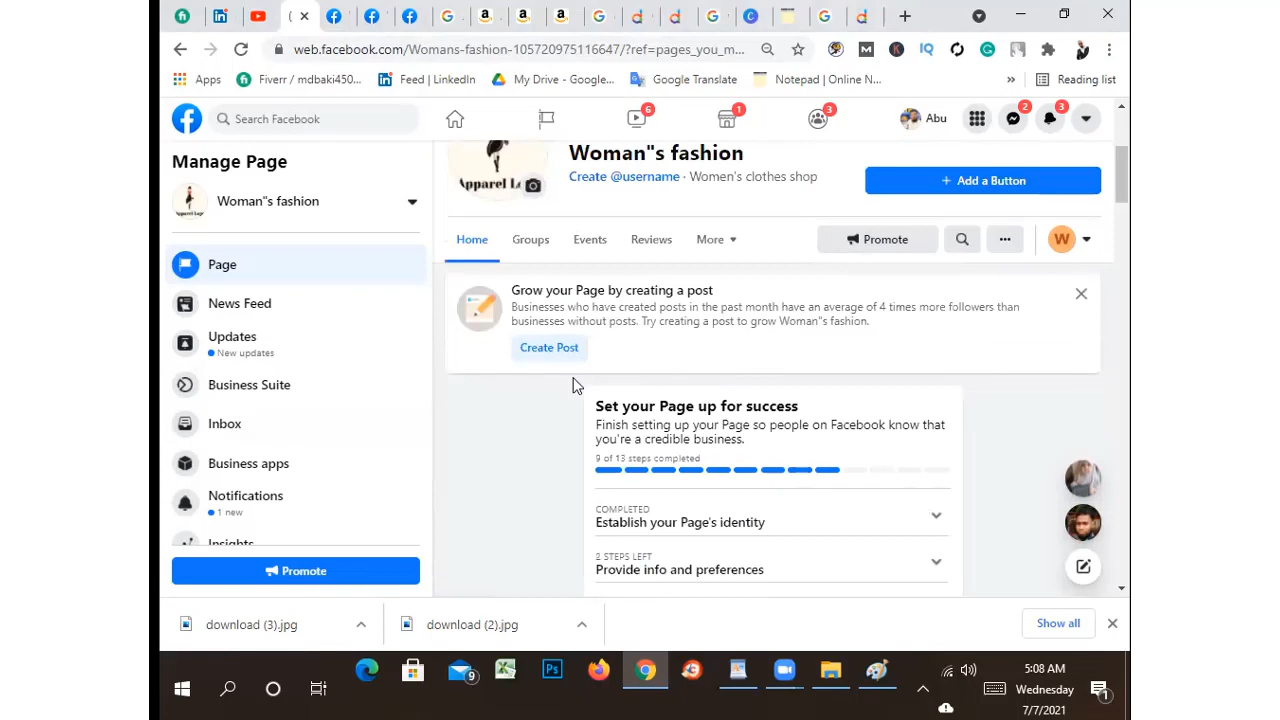 web.facebook.com/Womans-fashion-105720975116647/?ref=pages_you_m...
Apps
Fiverr / mdbaki450...
Feed | LinkedIn
My Drive - Google...
Google Translate
Notepad | Online N...
»
Reading list
Search Facebook
6
1
3
Abu
2
3
Manage Page
Woman"s fashion
Page
News Feed
Updates
New updates
Business Suite
Inbox
Business apps
Notifications
1 new
Insights
Promote
Woman"s fashion
Create @username · Women's clothes shop
+ Add a Button
Home
Groups
Events
Reviews
More
Promote
W
Grow your Page by creating a post
Businesses who have created posts in the past month have an average of 4 times more followers than
businesses without posts. Try creating a post to grow Woman"s fashion.
Create Post
Set your Page up for success
Finish setting up your Page so people on Facebook know that
you're a credible business.
9 of 13 steps completed
COMPLETED
Establish your Page's identity
2 STEPS LEFT
Provide info and preferences
download (3).jpg
download (2).jpg
Show all
9
Ps
5:08 AM
Wednesday
7/7/2021
1